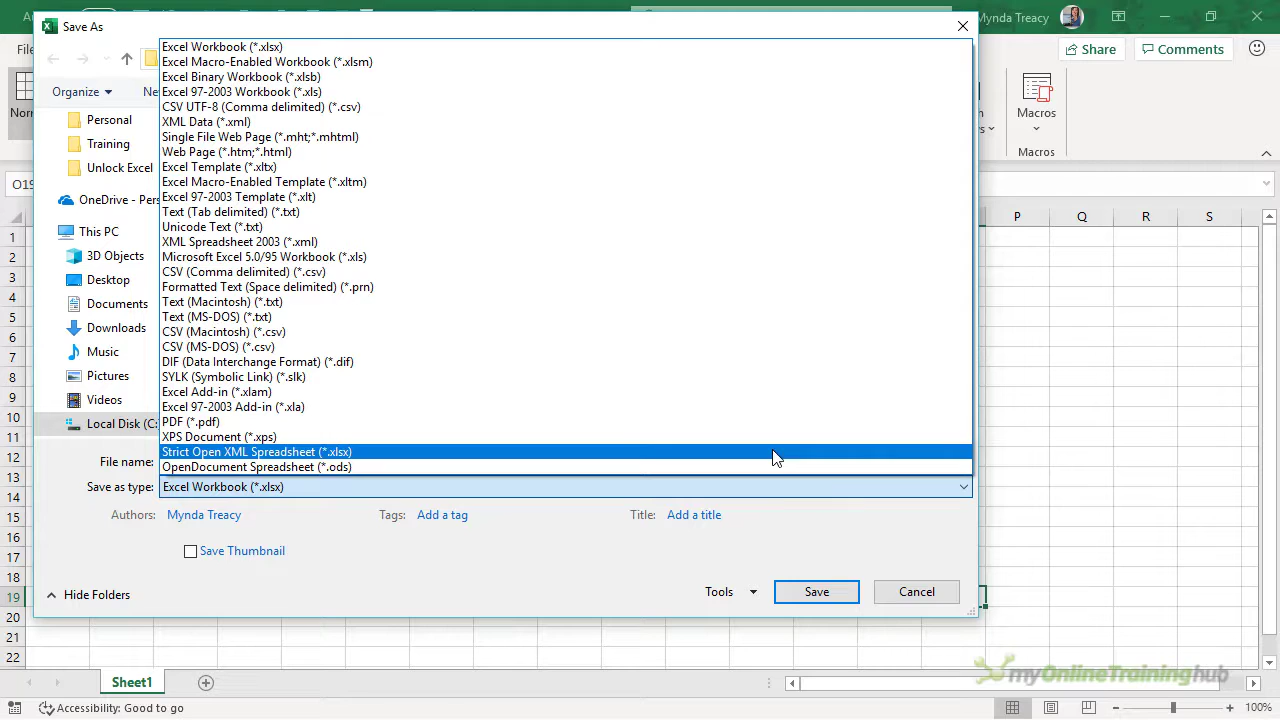 Save As
Mynda Treacy
Share
Comments
Excel Workbook (*.xlsx)
Excel Macro-Enabled Workbook (*.xlsm)
Excel Binary Workbook (*.xlsb)
Excel 97-2003 Workbook (*.xls)
CSV UTF-8 (Comma delimited) (*.csv)
XML Data (*.xml)
Single File Web Page (*.mht;*.mhtml)
Web Page (*.htm;*.html)
Excel Template (*.xltx)
Excel Macro-Enabled Template (*.xltm)
Excel 97-2003 Template (*.xlt)
Text (Tab delimited) (*.txt)
Unicode Text (*.txt)
XML Spreadsheet 2003 (*.xml)
Microsoft Excel 5.0/95 Workbook (*.xls)
CSV (Comma delimited) (*.csv)
Formatted Text (Space delimited) (*.prn)
Text (Macintosh) (*.txt)
Text (MS-DOS) (*.txt)
CSV (Macintosh) (*.csv)
CSV (MS-DOS) (*.csv)
DIF (Data Interchange Format) (*.dif)
SYLK (Symbolic Link) (*.slk)
Excel Add-in (*.xlam)
Excel 97-2003 Add-in (*.xla)
PDF (*.pdf)
XPS Document (*.xps)
Strict Open XML Spreadsheet (*.xlsx)
OpenDocument Spreadsheet (*.ods)
Organize
Personal
Training
Unlock Excel
OneDrive - Pers
This PC
3D Objects
Desktop
Documents
Downloads
Music
Pictures
Videos
Local Disk (C:
File name:
Save as type: Excel Workbook (*.xlsx)
Authors: Mynda Treacy Tags: Add a tag Title: Add a title
Save Thumbnail
Hide Folders
Tools
Save
Cancel
Macros
Macros
P Q R S
1
2
3
4
5
6
7
8
9
10
11
12
13
14
15
16
17
18
19
20
21
22
Sheet1
myOnlineTraininghub
Accessibility: Good to go
100%